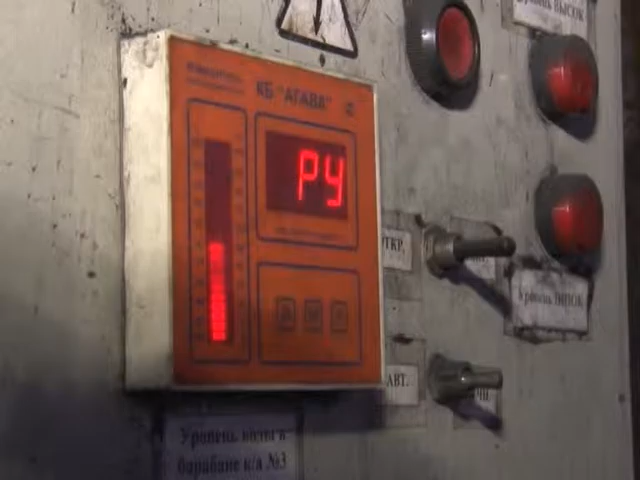 КБ "АГАВА"
РУ
ОТКР.
АВТ.
Уровень высок
Уровень низок
Уровень воды в
барабане к/а №3